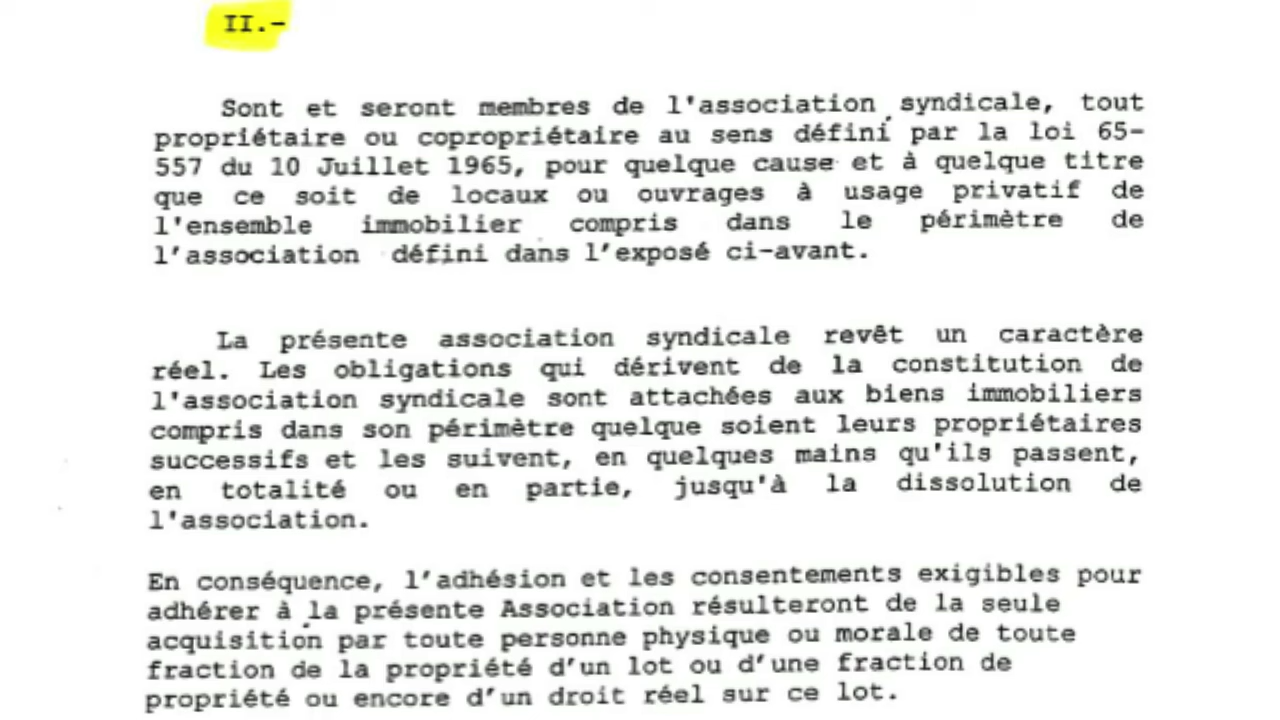 II.-
Sont et seront membres de l'association syndicale, tout
propriétaire ou copropriétaire au sens défini par la loi 65-
557 du 10 Juillet 1965, pour quelque cause et à quelque titre
que ce soit de locaux ou ouvrages à usage privatif de
l'ensemble immobilier compris dans le périmètre de
l'association défini dans l'exposé ci-avant.
La présente association syndicale revêt un caractère
réel. Les obligations qui dérivent de la constitution de
l'association syndicale sont attachées aux biens immobiliers
compris dans son périmètre quelque soient leurs propriétaires
successifs et les suivent, en quelques mains qu'ils passent,
en totalité ou en partie, jusqu'à la dissolution de
l'association.
En conséquence, l'adhésion et les consentements exigibles pour
adhérer à la présente Association résulteront de la seule
acquisition par toute personne physique ou morale de toute
fraction de la propriété d'un lot ou d'une fraction de
propriété ou encore d'un droit réel sur ce lot.